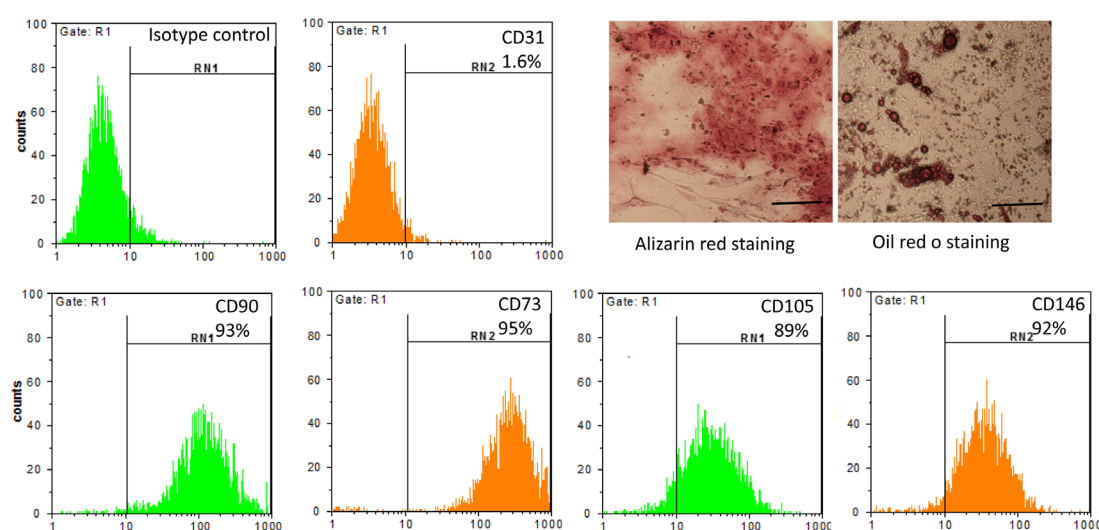 Gate: R1
Isotype control
RN1
counts
100
80
60
40
20
0
1
10
100
1000
Gate: R1
CD31
1.6%
RN2
100
80
60
40
20
0
1
10
100
1000
Alizarin red staining
Oil red o staining
Gate: R1
CD90
93%
RN1
counts
100
80
60
40
20
0
1
10
100
1000
Gate: R1
CD73
95%
RN2
100
80
60
40
20
0
1
10
100
1000
Gate: R1
CD105
89%
RN1
100
80
60
40
20
0
1
10
100
1000
Gate: R1
CD146
92%
RN2
100
80
60
40
20
0
1
10
100
1000